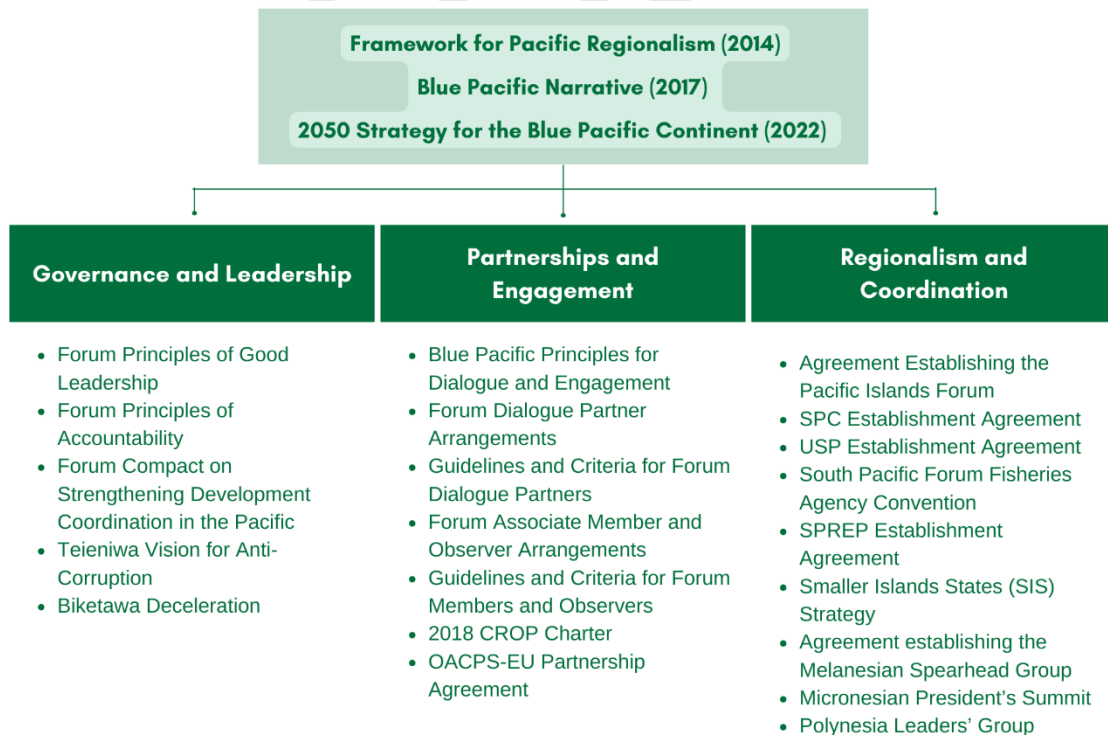 Framework for Pacific Regionalism (2014)
Blue Pacific Narrative (2017)
2050 Strategy for the Blue Pacific Continent (2022)
Governance and Leadership
• Forum Principles of Good
Leadership
• Forum Principles of
Accountability
• Forum Compact on
Strengthening Development
Coordination in the Pacific
• Teieniwa Vision for Anti-
Corruption
• Biketawa Deceleration
Partnerships and
Engagement
• Blue Pacific Principles for
Dialogue and Engagement
• Forum Dialogue Partner
Arrangements
• Guidelines and Criteria for Forum
Dialogue Partners
• Forum Associate Member and
Observer Arrangements
• Guidelines and Criteria for Forum
Members and Observers
• 2018 CROP Charter
• OACPS-EU Partnership
Agreement
Regionalism and
Coordination
• Agreement Establishing the
Pacific Islands Forum
• SPC Establishment Agreement
• USP Establishment Agreement
• South Pacific Forum Fisheries
Agency Convention
• SPREP Establishment
Agreement
• Smaller Islands States (SIS)
Strategy
• Agreement establishing the
Melanesian Spearhead Group
• Micronesian President’s Summit
• Polynesia Leaders’ Group